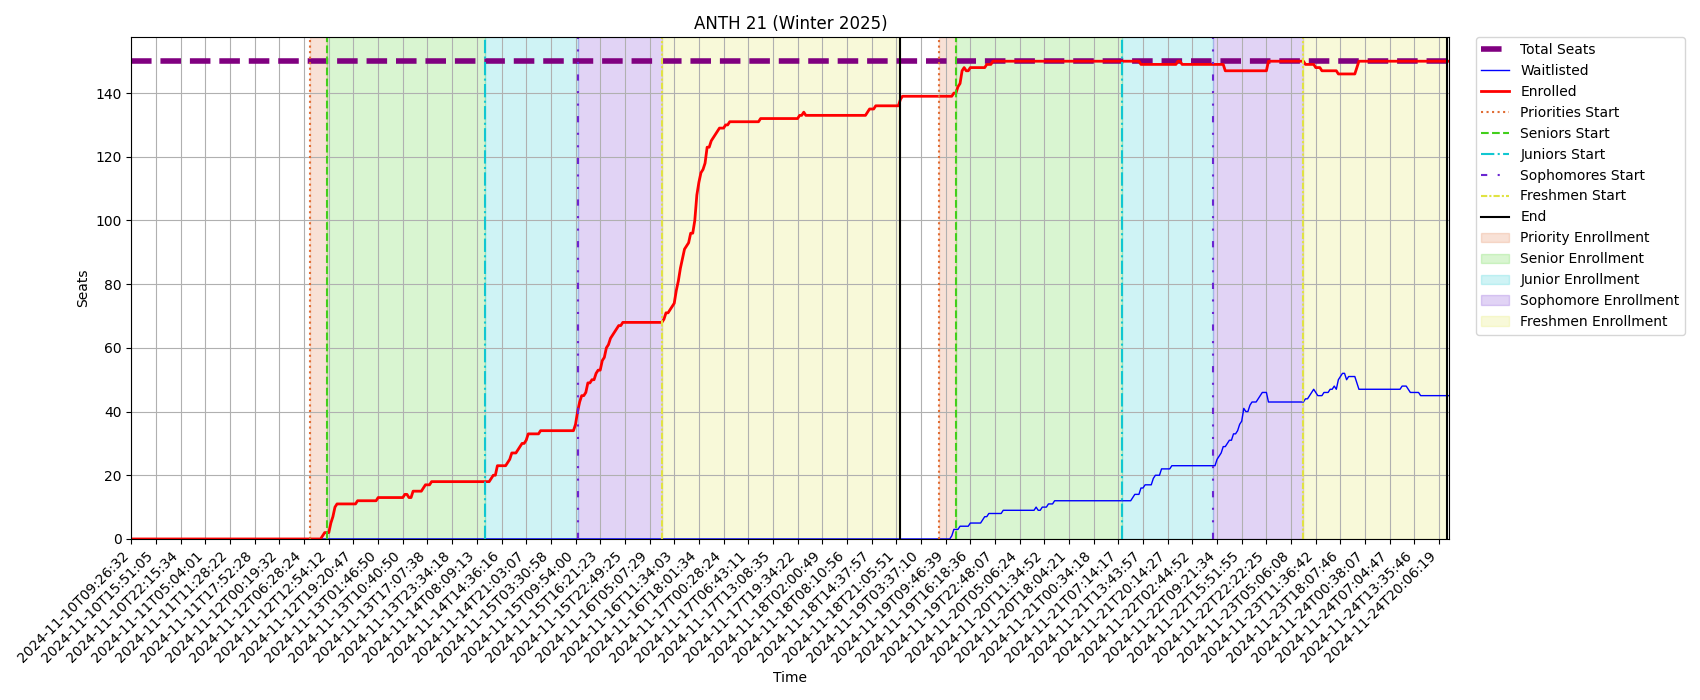 ANTH 21 (Winter 2025)
Seats
140
120
100
80
60
40
20
0
2024-11-10T09:26:32
2024-11-10T15:51:05
2024-11-10T22:15:34
2024-11-11T05:04:01
2024-11-11T11:28:22
2024-11-11T17:52:28
2024-11-12T00:19:32
2024-11-12T06:28:24
2024-11-12T12:54:12
2024-11-12T19:20:47
2024-11-13T01:46:50
2024-11-13T10:40:50
2024-11-13T17:07:38
2024-11-13T23:34:18
2024-11-14T08:09:13
2024-11-14T14:36:16
2024-11-14T21:03:07
2024-11-15T03:30:58
2024-11-15T09:54:00
2024-11-15T16:21:23
2024-11-15T22:49:23
2024-11-16T05:07:29
2024-11-16T11:34:03
2024-11-16T18:01:34
2024-11-17T00:28:24
2024-11-17T06:43:11
2024-11-17T13:08:35
2024-11-17T19:34:22
2024-11-18T02:00:49
2024-11-18T08:10:56
2024-11-18T14:37:57
2024-11-18T21:05:51
2024-11-19T03:37:10
2024-11-19T09:46:39
2024-11-19T16:18:36
2024-11-19T22:48:07
2024-11-20T05:06:24
2024-11-20T11:34:52
2024-11-20T18:04:21
2024-11-21T00:34:18
2024-11-21T07:14:17
2024-11-21T13:43:57
2024-11-21T20:14:27
2024-11-22T02:44:52
2024-11-22T09:21:34
2024-11-22T15:51:55
2024-11-22T22:22:25
2024-11-23T05:06:08
2024-11-23T11:36:42
2024-11-23T18:07:46
2024-11-24T00:38:07
2024-11-24T07:04:47
2024-11-24T13:35:46
2024-11-24T20:06:19
Time
Total Seats
Waitlisted
Enrolled
Priorities Start
Seniors Start
Juniors Start
Sophomores Start
Freshmen Start
End
Priority Enrollment
Senior Enrollment
Junior Enrollment
Sophomore Enrollment
Freshmen Enrollment